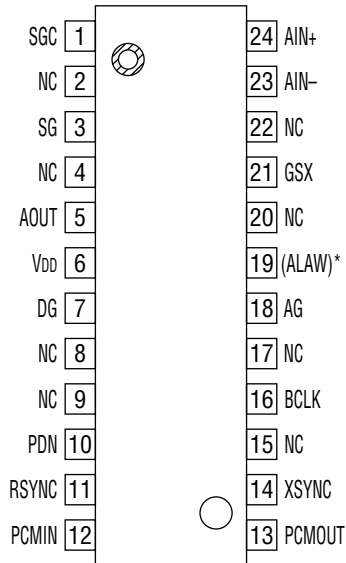 SGC 1 24 AIN+
NC 2 23 AIN–
SG 3 22 NC
NC 4 21 GSX
AOUT 5 20 NC
VDD 6 19 (ALAW)*
DG 7 18 AG
NC 8 17 NC
NC 9 16 BCLK
PDN 10 15 NC
RSYNC 11 14 XSYNC
PCMIN 12 13 PCMOUT